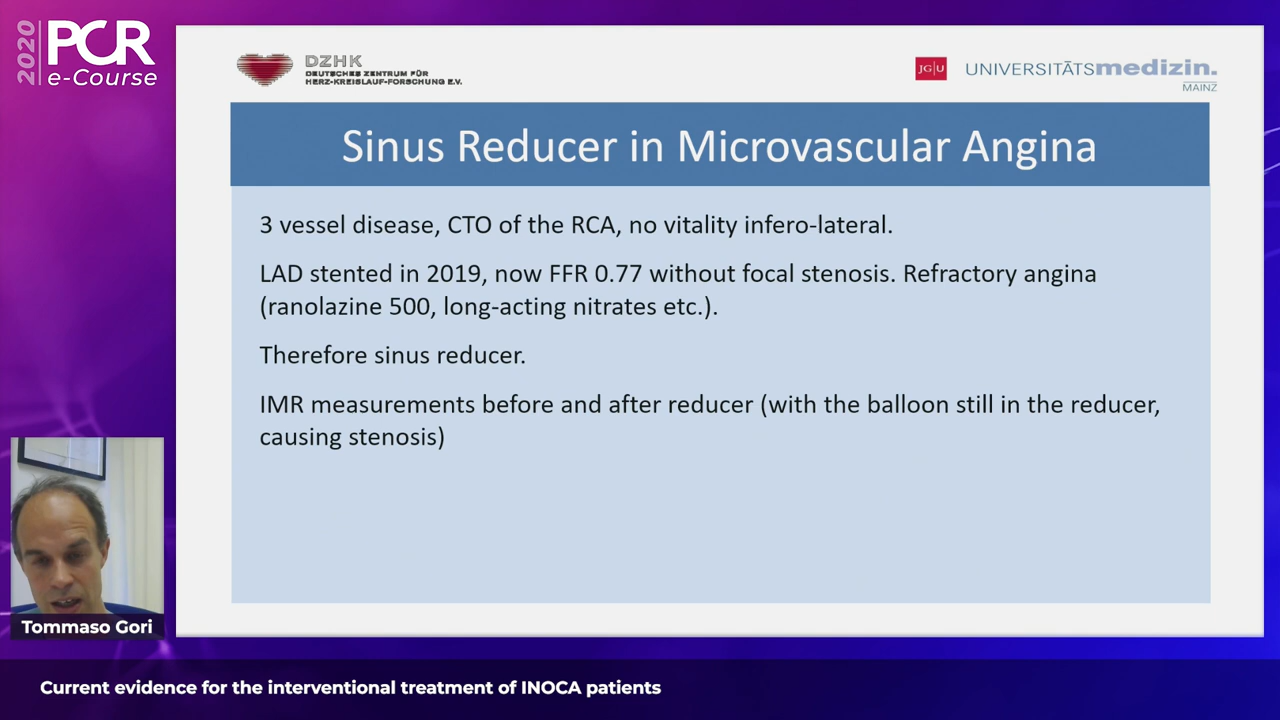 2020
PCR
e-Course
DZHK
DEUTSCHES ZENTRUM FÜR
HERZ-KREISLAUF-FORSCHUNG E.V.
JG|U
UNIVERSITÄTSmedizin.
MAINZ
Sinus Reducer in Microvascular Angina
3 vessel disease, CTO of the RCA, no vitality infero-lateral.
LAD stented in 2019, now FFR 0.77 without focal stenosis. Refractory angina
(ranolazine 500, long-acting nitrates etc.).
Therefore sinus reducer.
IMR measurements before and after reducer (with the balloon still in the reducer,
causing stenosis)
Tommaso Gori
Current evidence for the interventional treatment of INOCA patients